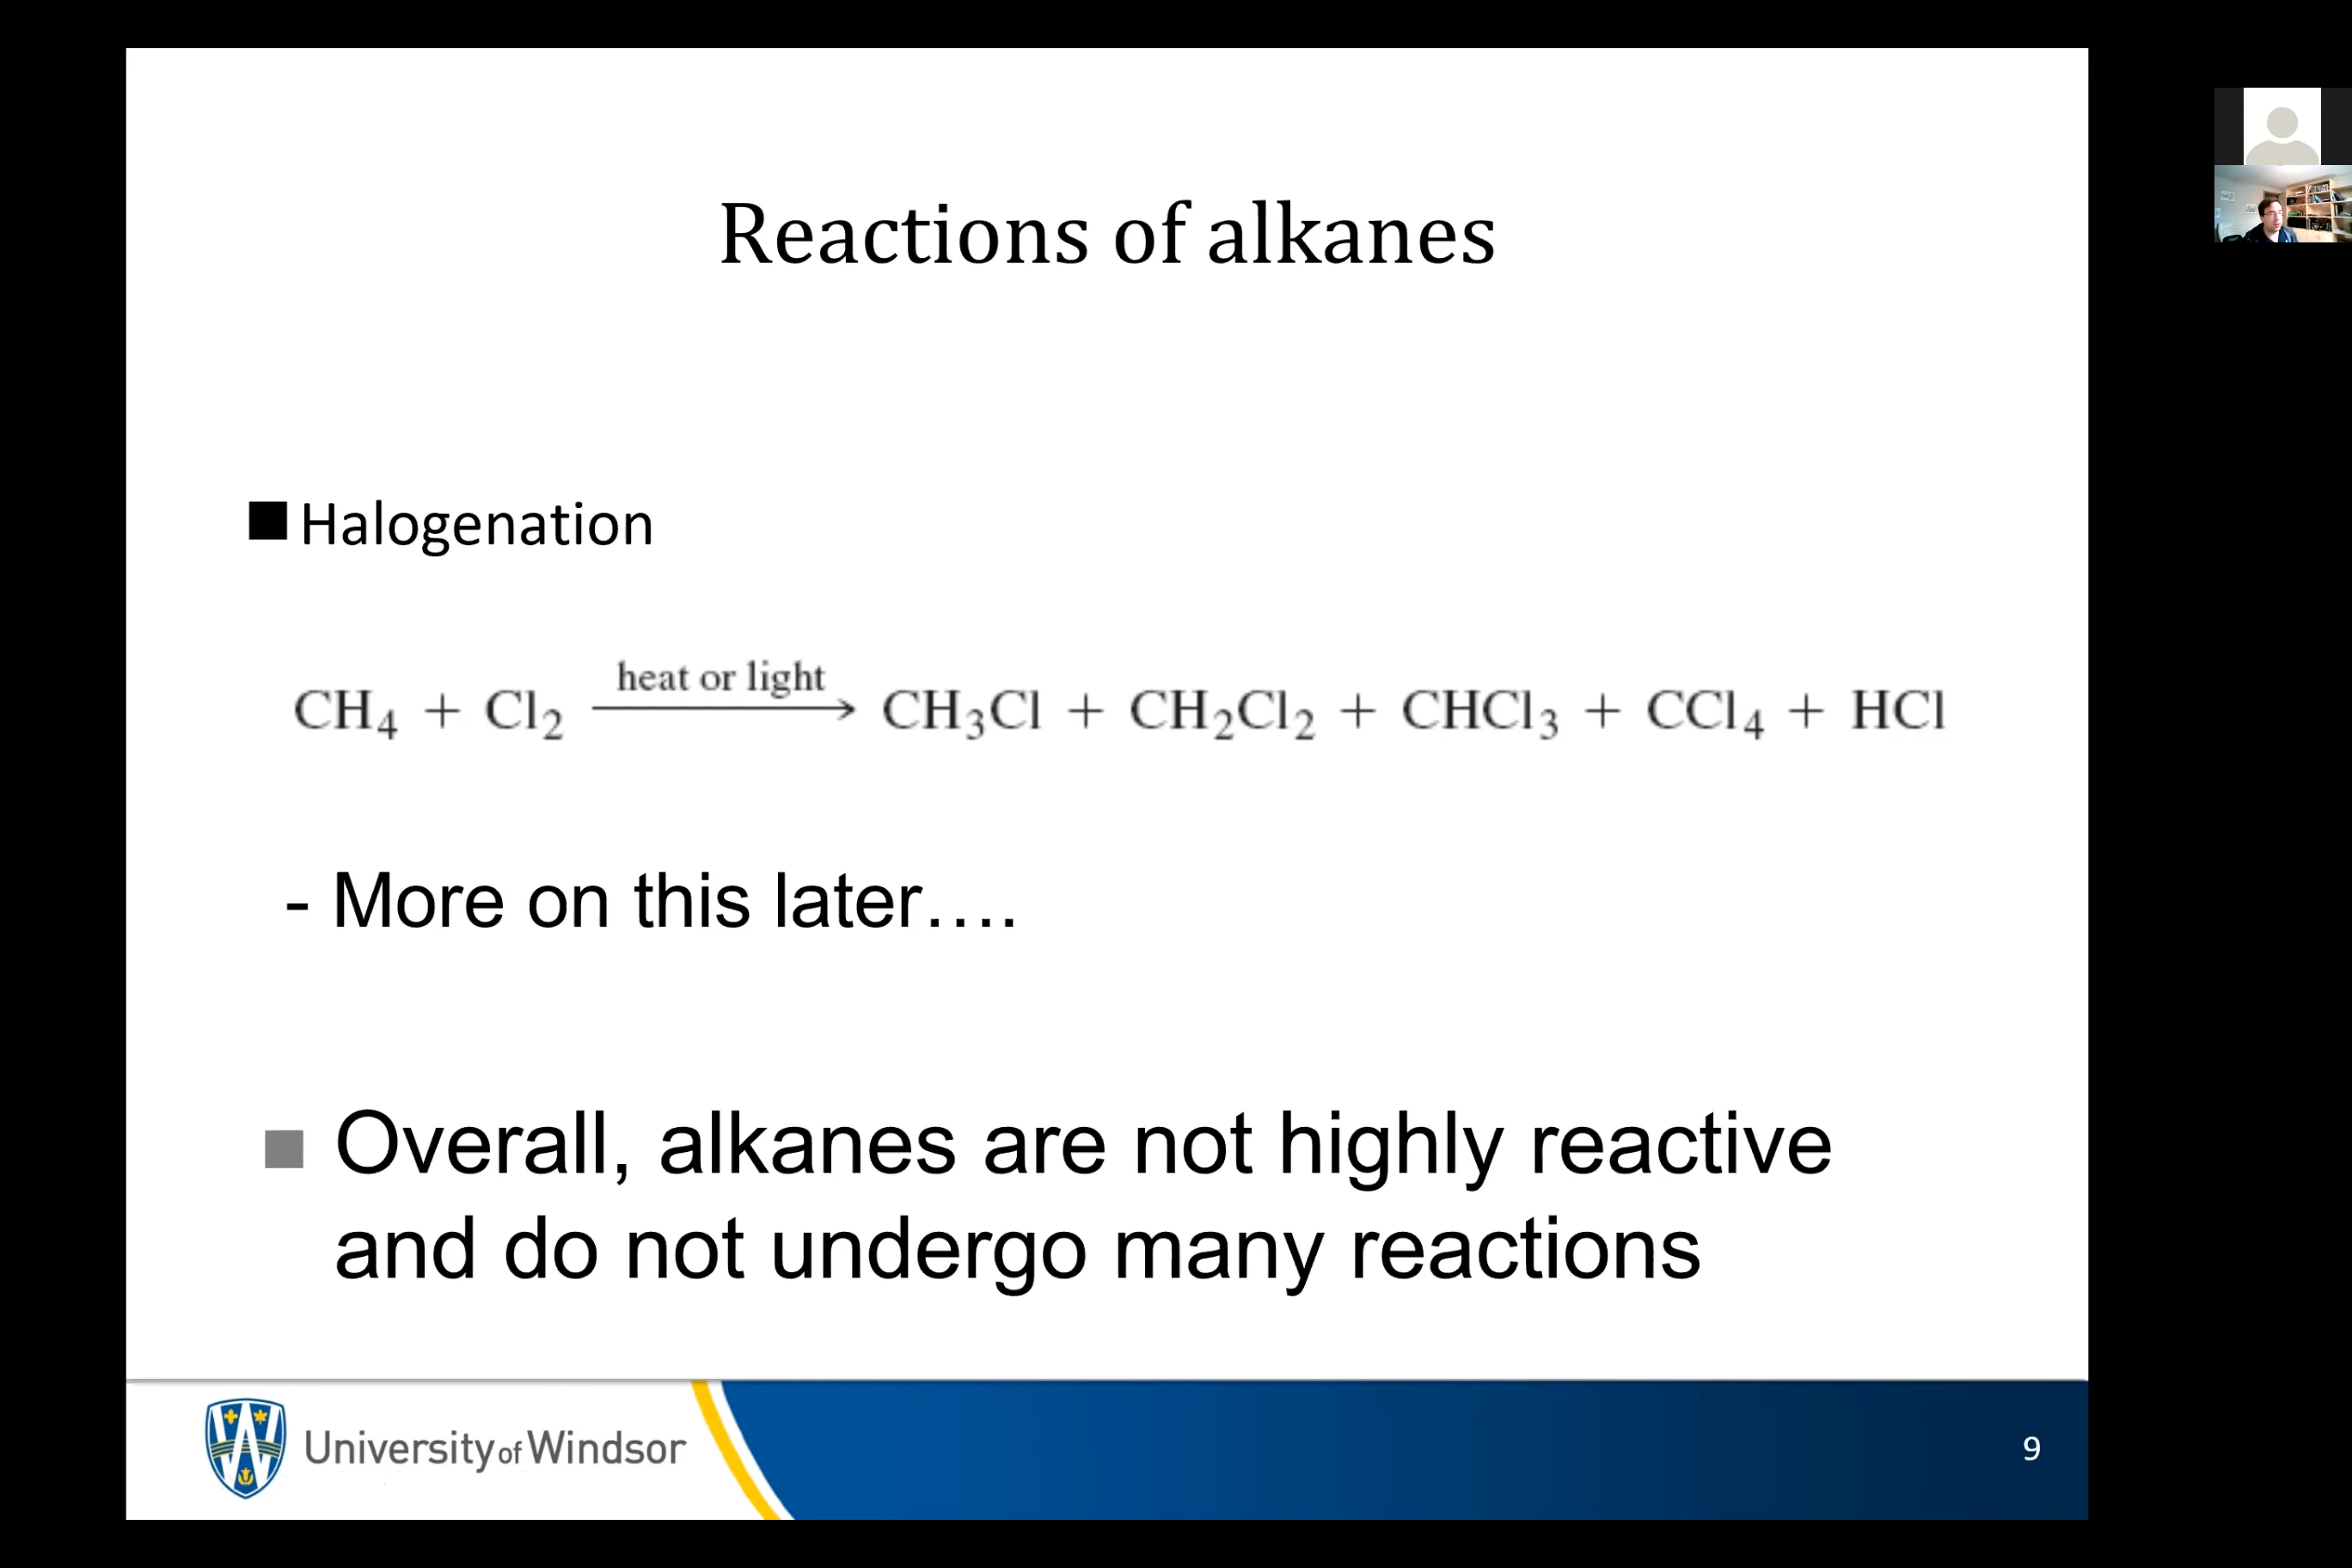 Reactions of alkanes
■ Halogenation
heat or light
CH₄ + Cl₂ ⟶ CH₃Cl + CH₂Cl₂ + CHCl₃ + CCl₄ + HCl
- More on this later....
■ Overall, alkanes are not highly reactive
and do not undergo many reactions
University of Windsor
9